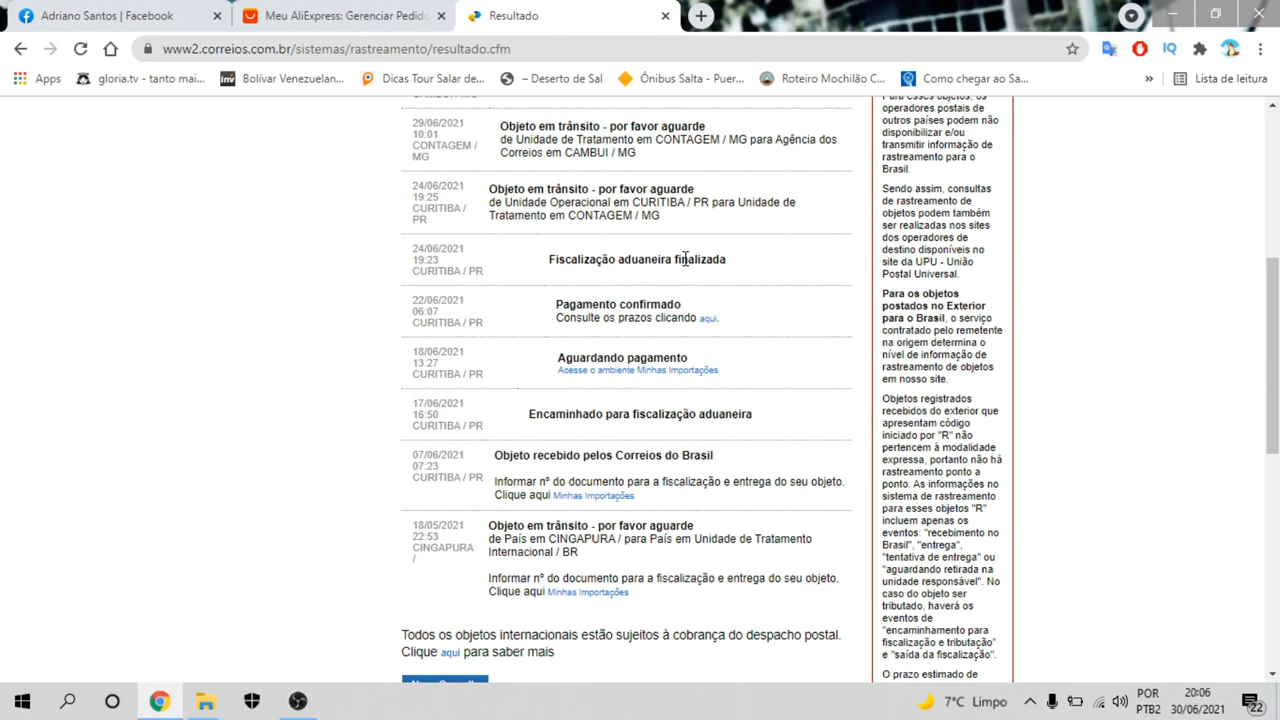 Adriano Santos | Facebook
Meu AliExpress: Gerenciar Pedido
Resultado
www2.correios.com.br/sistemas/rastreamento/resultado.cfm
Apps
gloria.tv - tanto mai...
Bolívar Venezuelan...
Dicas Tour Salar de...
– Deserto de Sal
Ônibus Salta - Puer...
Roteiro Mochilão C...
Como chegar ao Sa...
»
Lista de leitura
29/06/2021
10:01
CONTAGEM /
MG
Objeto em trânsito - por favor aguarde
de Unidade de Tratamento em CONTAGEM / MG para Agência dos
Correios em CAMBUI / MG
24/06/2021
19:25
CURITIBA /
PR
Objeto em trânsito - por favor aguarde
de Unidade Operacional em CURITIBA / PR para Unidade de
Tratamento em CONTAGEM / MG
24/06/2021
19:23
CURITIBA / PR
Fiscalização aduaneira finalizada
22/06/2021
06:07
CURITIBA / PR
Pagamento confirmado
Consulte os prazos clicando aqui.
18/06/2021
13:27
CURITIBA / PR
Aguardando pagamento
Acesse o ambiente Minhas Importações
17/06/2021
16:50
CURITIBA / PR
Encaminhado para fiscalização aduaneira
07/06/2021
07:23
CURITIBA / PR
Objeto recebido pelos Correios do Brasil
Informar nº do documento para a fiscalização e entrega do seu objeto.
Clique aqui Minhas Importações
18/05/2021
22:53
CINGAPURA
/
Objeto em trânsito - por favor aguarde
de País em CINGAPURA / para País em Unidade de Tratamento
Internacional / BR
Informar nº do documento para a fiscalização e entrega do seu objeto.
Clique aqui Minhas Importações
Todos os objetos internacionais estão sujeitos à cobrança do despacho postal.
Clique aqui para saber mais
Para esses objetos, os
operadores postais de
outros países podem não
disponibilizar e/ou
transmitir informação de
rastreamento para o
Brasil.
Sendo assim, consultas
de rastreamento de
objetos podem também
ser realizadas nos sites
dos operadores de
destino disponíveis no
site da UPU - União
Postal Universal.
Para os objetos
postados no Exterior
para o Brasil, o serviço
contratado pelo remetente
na origem determina o
nível de informação de
rastreamento de objetos
em nosso site.
Objetos registrados
recebidos do exterior que
apresentam código
iniciado por "R" não
pertencem à modalidade
expressa, portanto não há
rastreamento ponto a
ponto. As informações no
sistema de rastreamento
para esses objetos "R"
incluem apenas os
eventos: "recebimento no
Brasil", "entrega",
"tentativa de entrega" ou
"aguardando retirada na
unidade responsável". No
caso do objeto ser
tributado, haverá os
eventos de
"encaminhamento para
fiscalização e tributação"
e "saída da fiscalização".
O prazo estimado de
7°C Limpo
POR
PTB2
20:06
30/06/2021
22